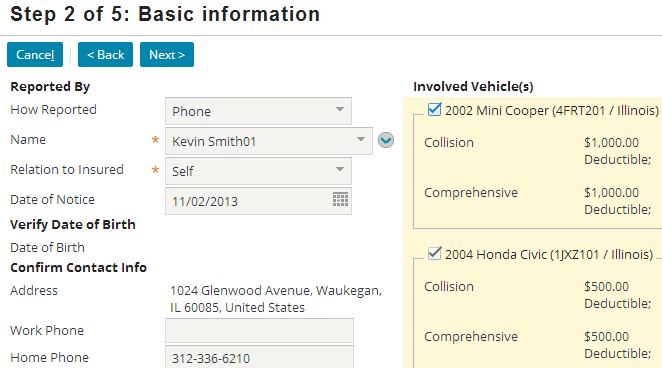 Step 2 of 5: Basic information
Cancel
< Back
Next >
Reported By
How Reported
Phone
Name
* Kevin Smith01
Relation to Insured
* Self
Date of Notice
11/02/2013
Verify Date of Birth
Date of Birth
Confirm Contact Info
Address
1024 Glenwood Avenue, Waukegan,
IL 60085, United States
Work Phone
Home Phone
312-336-6210
Involved Vehicle(s)
2002 Mini Cooper (4FRT201 / Illinois)
Collision
$1,000.00
Deductible;
Comprehensive
$1,000.00
Deductible;
2004 Honda Civic (1JXZ101 / Illinois)
Collision
$500.00
Deductible;
Comprehensive
$500.00
Deductible;